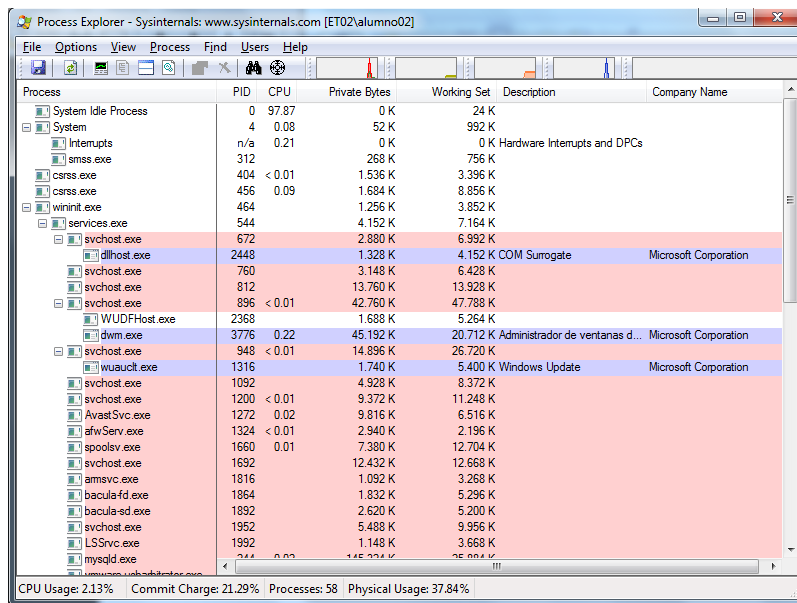 Process Explorer - Sysinternals: www.sysinternals.com [ET02\alumno02]
File Options View Process Find Users Help
Process PID CPU Private Bytes Working Set Description Company Name
System Idle Process 0 97.87 0 K 24 K
System 4 0.08 52 K 992 K
Interrupts n/a 0.21 0 K 0 K Hardware Interrupts and DPCs
smss.exe 312 268 K 756 K
csrss.exe 404 < 0.01 1.536 K 3.396 K
csrss.exe 456 0.09 1.684 K 8.856 K
wininit.exe 464 1.256 K 3.852 K
services.exe 544 4.152 K 7.164 K
svchost.exe 672 2.880 K 6.992 K
dllhost.exe 2448 1.328 K 4.152 K COM Surrogate Microsoft Corporation
svchost.exe 760 3.148 K 6.428 K
svchost.exe 812 13.760 K 13.928 K
svchost.exe 896 < 0.01 42.760 K 47.788 K
WUDFHost.exe 2368 1.688 K 5.264 K
dwm.exe 3776 0.22 45.192 K 20.712 K Administrador de ventanas d... Microsoft Corporation
svchost.exe 948 < 0.01 14.896 K 26.720 K
wuauclt.exe 1316 1.740 K 5.400 K Windows Update Microsoft Corporation
svchost.exe 1092 4.928 K 8.372 K
svchost.exe 1200 < 0.01 9.372 K 11.248 K
AvastSvc.exe 1272 0.02 9.816 K 6.516 K
afwServ.exe 1324 < 0.01 2.940 K 2.196 K
spoolsv.exe 1660 0.01 7.380 K 12.704 K
svchost.exe 1692 12.432 K 12.668 K
armsvc.exe 1816 1.092 K 3.268 K
bacula-fd.exe 1864 1.832 K 5.296 K
bacula-sd.exe 1892 2.620 K 5.200 K
svchost.exe 1952 5.488 K 9.956 K
LSSrvc.exe 1992 1.148 K 3.668 K
mysqld.exe
CPU Usage: 2.13% Commit Charge: 21.29% Processes: 58 Physical Usage: 37.84%